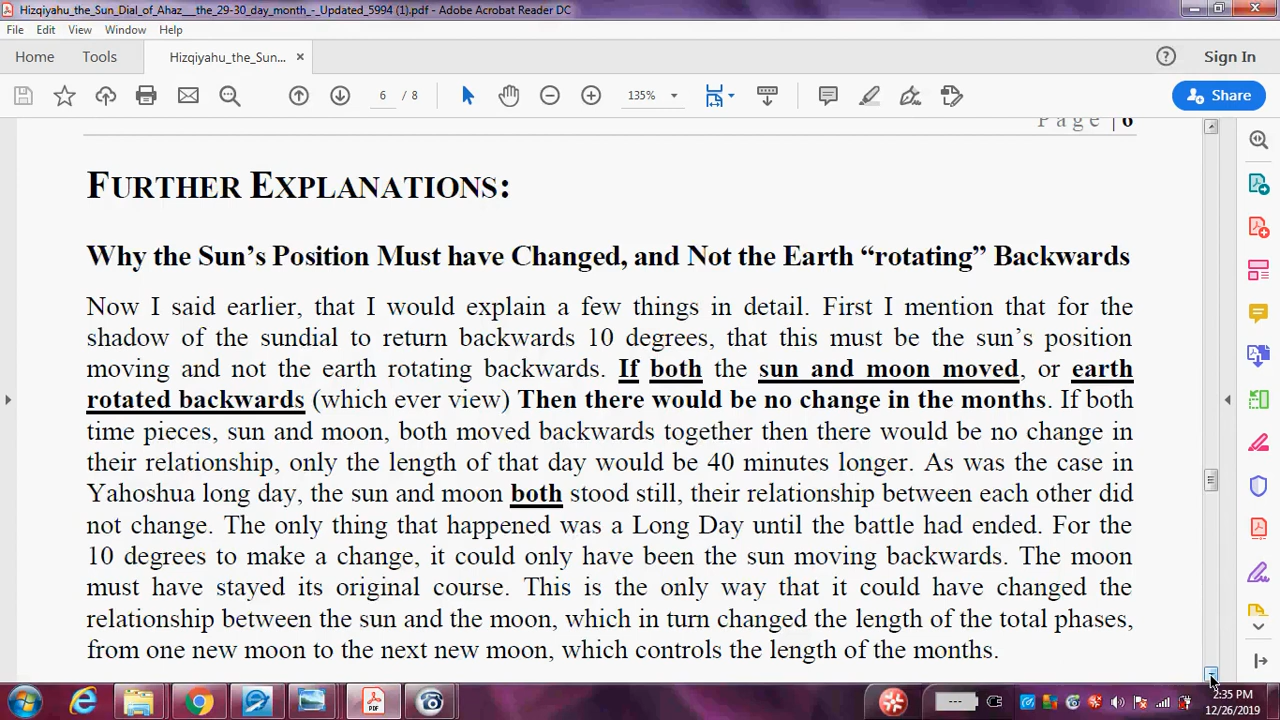 Hizqiyahu_the_Sun_Dial_of_Ahaz___the_29-30_day_month_-_Updated_5994 (1).pdf - Adobe Acrobat Reader DC
File Edit View Window Help
Home Tools Hizqiyahu_the_Sun... × Sign In
6 / 8 135% Share
Page | 6
FURTHER EXPLANATIONS:
Why the Sun’s Position Must have Changed, and Not the Earth “rotating” Backwards
Now I said earlier, that I would explain a few things in detail. First I mention that for the
shadow of the sundial to return backwards 10 degrees, that this must be the sun’s position
moving and not the earth rotating backwards. If both the sun and moon moved, or earth
rotated backwards (which ever view) Then there would be no change in the months. If both
time pieces, sun and moon, both moved backwards together then there would be no change in
their relationship, only the length of that day would be 40 minutes longer. As was the case in
Yahoshua long day, the sun and moon both stood still, their relationship between each other did
not change. The only thing that happened was a Long Day until the battle had ended. For the
10 degrees to make a change, it could only have been the sun moving backwards. The moon
must have stayed its original course. This is the only way that it could have changed the
relationship between the sun and the moon, which in turn changed the length of the total phases,
from one new moon to the next new moon, which controls the length of the months.
2:35 PM
12/26/2019